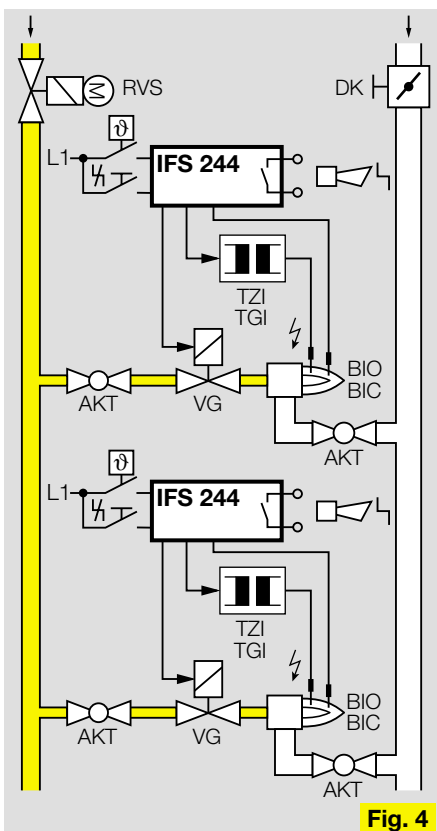 RVS
M
DK
ϑ
L1
IFS 244
TZI
TGI
BIO
BIC
AKT
VG
AKT
ϑ
L1
IFS 244
TZI
TGI
BIO
BIC
AKT
VG
AKT
Fig. 4